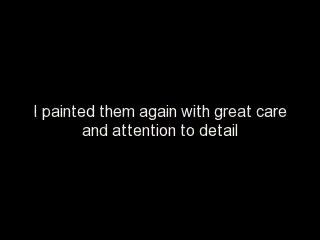 I painted them again with great care
and attention to detail